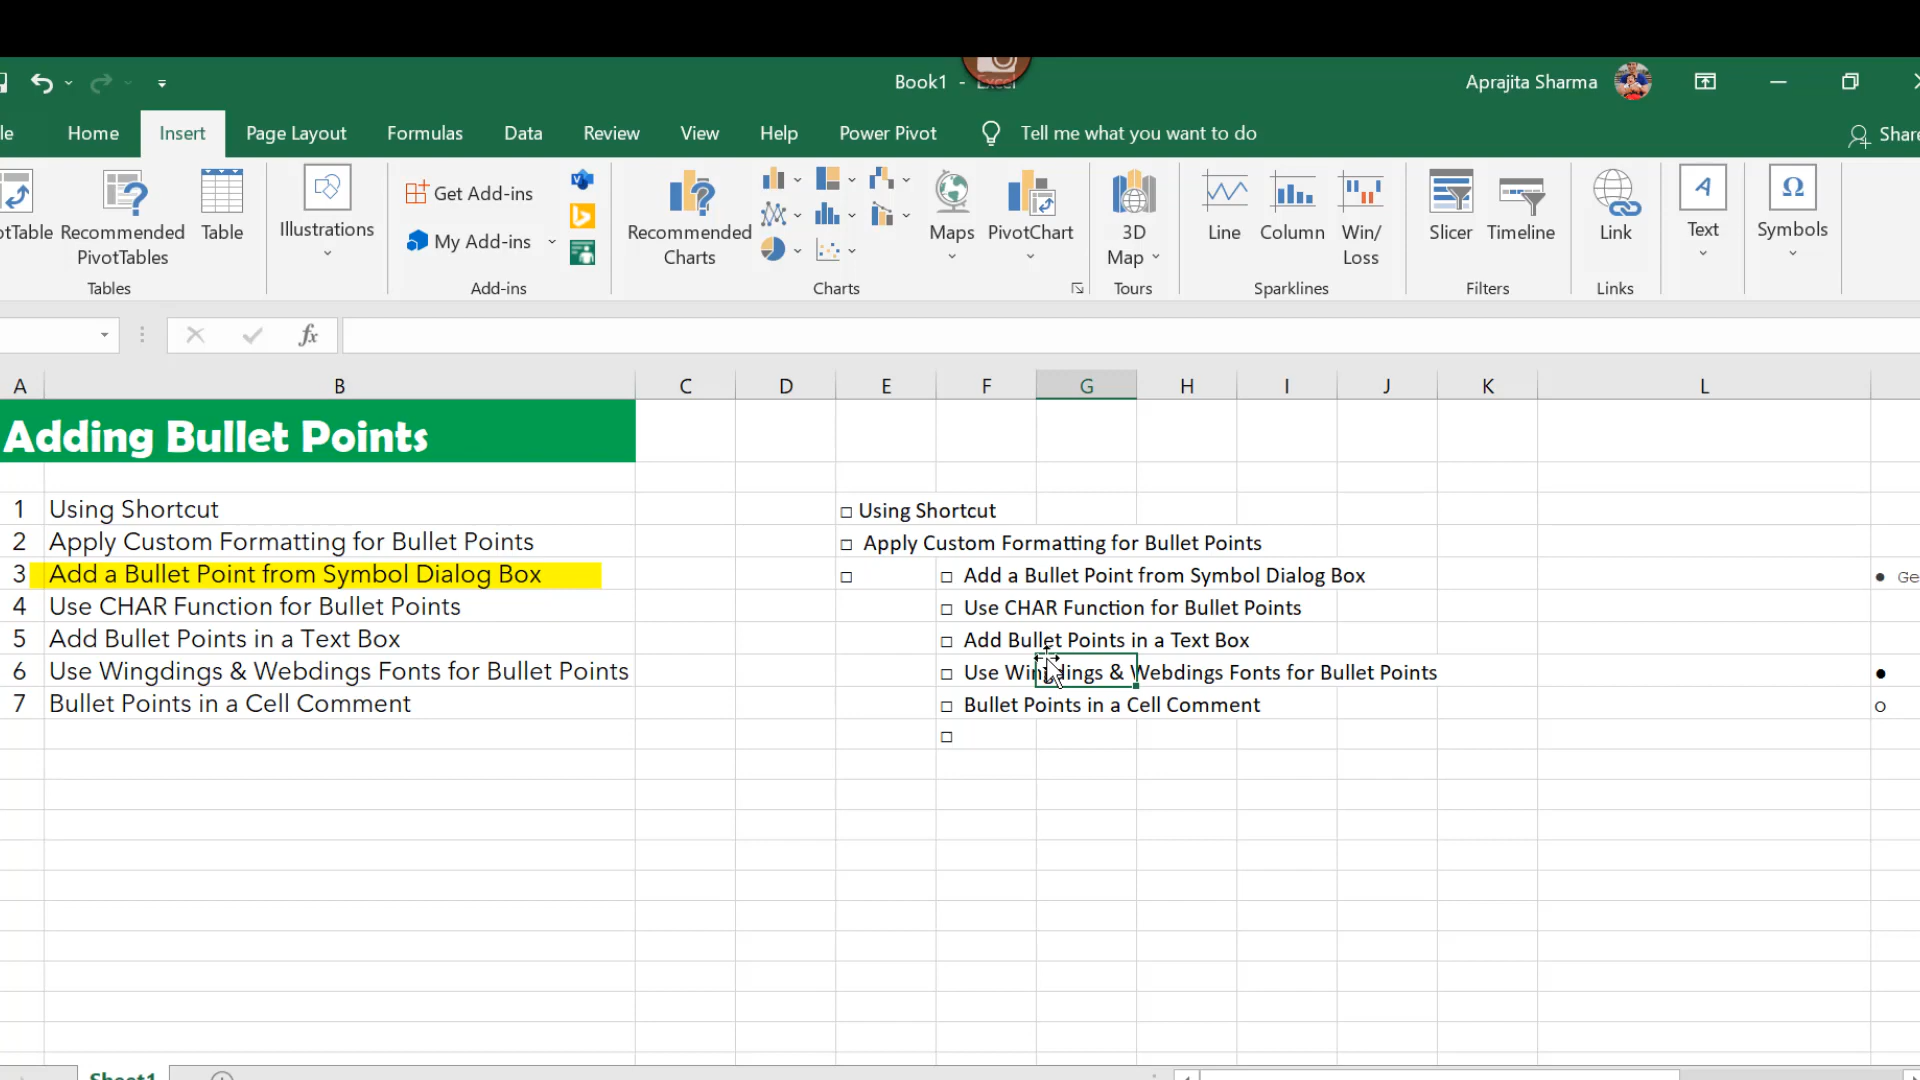 Book1 - Excel
Aprajita Sharma
le Home Insert Page Layout Formulas Data Review View Help Power Pivot Tell me what you want to do Share
otTable
Recommended
PivotTables
Table
Tables
Illustrations
Get Add-ins
My Add-ins
Add-ins
Recommended
Charts
Maps
PivotChart
Charts
3D
Map
Tours
Line
Column
Win/
Loss
Sparklines
Slicer
Timeline
Filters
Link
Links
Text
Symbols
fx
A B C D E F G H I J K L
Adding Bullet Points
1 Using Shortcut
2 Apply Custom Formatting for Bullet Points
3 Add a Bullet Point from Symbol Dialog Box
4 Use CHAR Function for Bullet Points
5 Add Bullet Points in a Text Box
6 Use Wingdings & Webdings Fonts for Bullet Points
7 Bullet Points in a Cell Comment
□ Using Shortcut
□ Apply Custom Formatting for Bullet Points
□ □ Add a Bullet Point from Symbol Dialog Box
□ Use CHAR Function for Bullet Points
□ Add Bullet Points in a Text Box
□ Use Wingdings & Webdings Fonts for Bullet Points
□ Bullet Points in a Cell Comment
□
● Ge
●
○
Sheet1